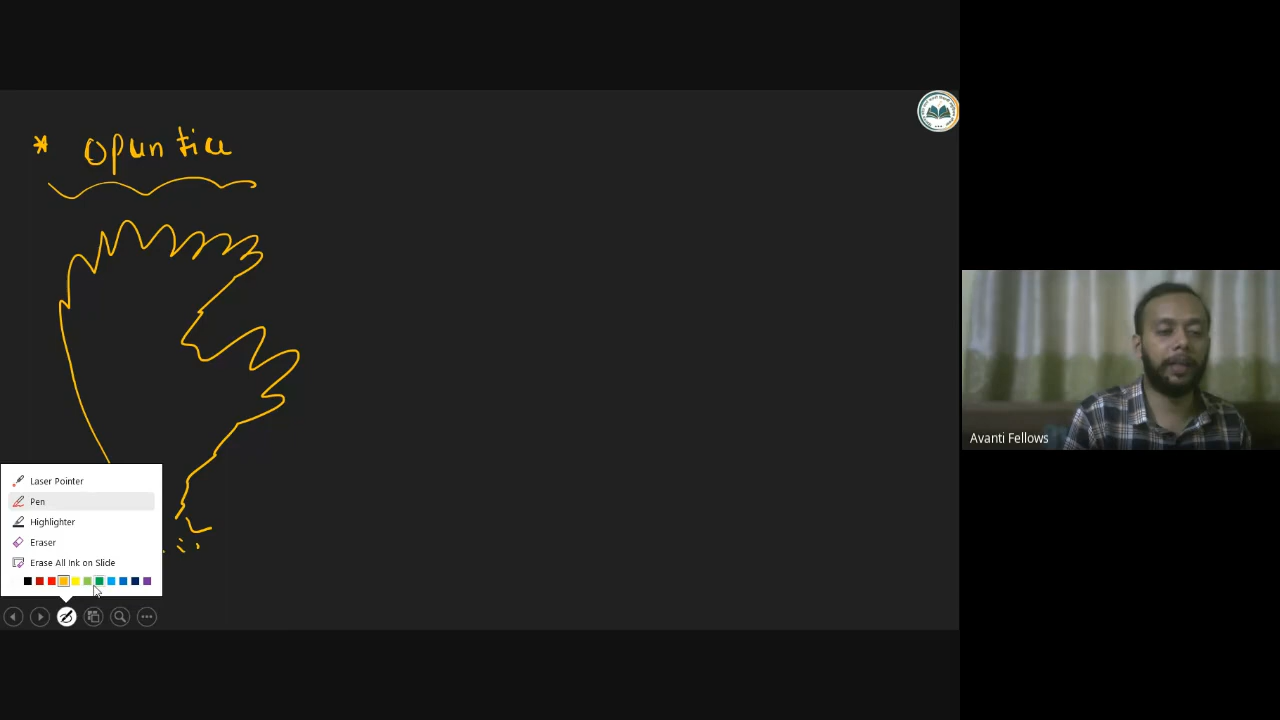 * Opuntia
Avanti Fellows
Laser Pointer
Pen
Highlighter
Eraser
Erase All Ink on Slide